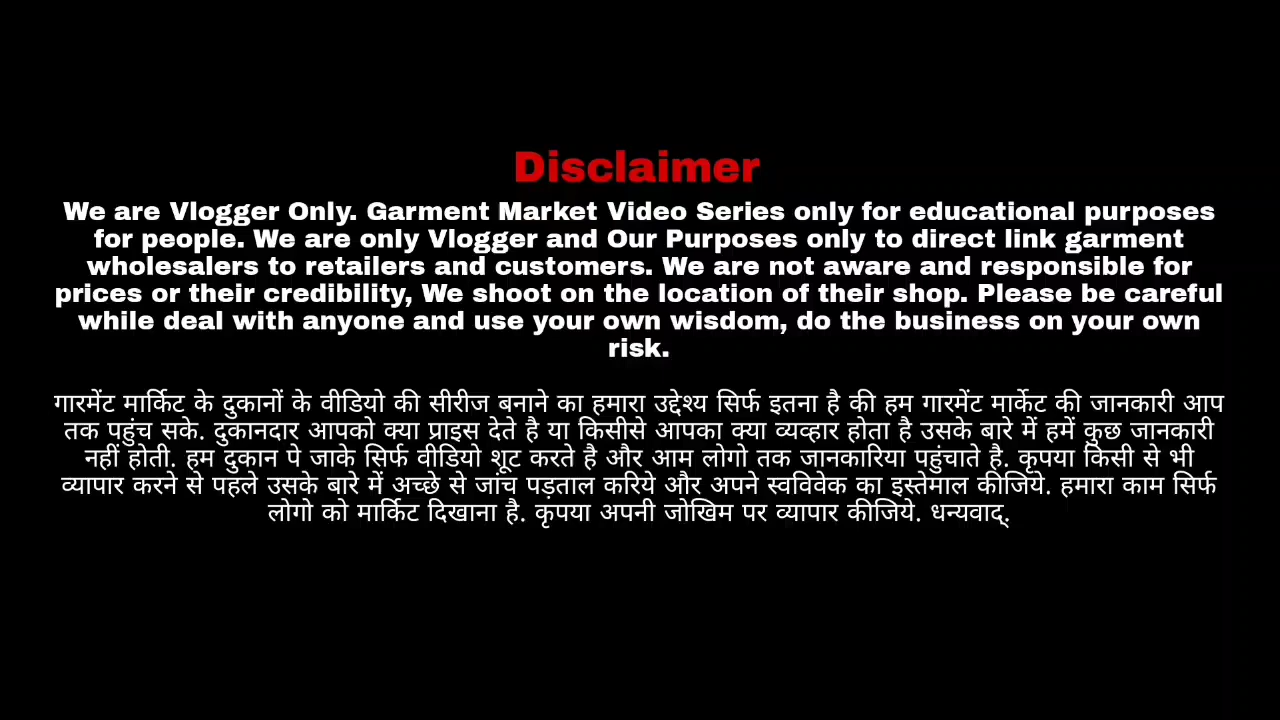 Disclaimer
We are Vlogger Only. Garment Market Video Series only for educational purposes
for people. We are only Vlogger and Our Purposes only to direct link garment
wholesalers to retailers and customers. We are not aware and responsible for
prices or their credibility, We shoot on the location of their shop. Please be careful
while deal with anyone and use your own wisdom, do the business on your own
risk.
गारमेंट मार्किट के दुकानों के वीडियो की सीरीज बनाने का हमारा उद्देश्य सिर्फ इतना है की हम गारमेंट मार्केट की जानकारी आप
तक पहुंच सके. दुकानदार आपको क्या प्राइस देते है या किसीसे आपका क्या व्यव्हार होता है उसके बारे में हमें कुछ जानकारी
नहीं होती. हम दुकान पे जाके सिर्फ वीडियो शूट करते है और आम लोगो तक जानकारिया पहुंचाते है. कृपया किसी से भी
व्यापार करने से पहले उसके बारे में अच्छे से जांच पड़ताल करिये और अपने स्वविवेक का इस्तेमाल कीजिये. हमारा काम सिर्फ
लोगो को मार्किट दिखाना है. कृपया अपनी जोखिम पर व्यापार कीजिये. धन्यवाद्.